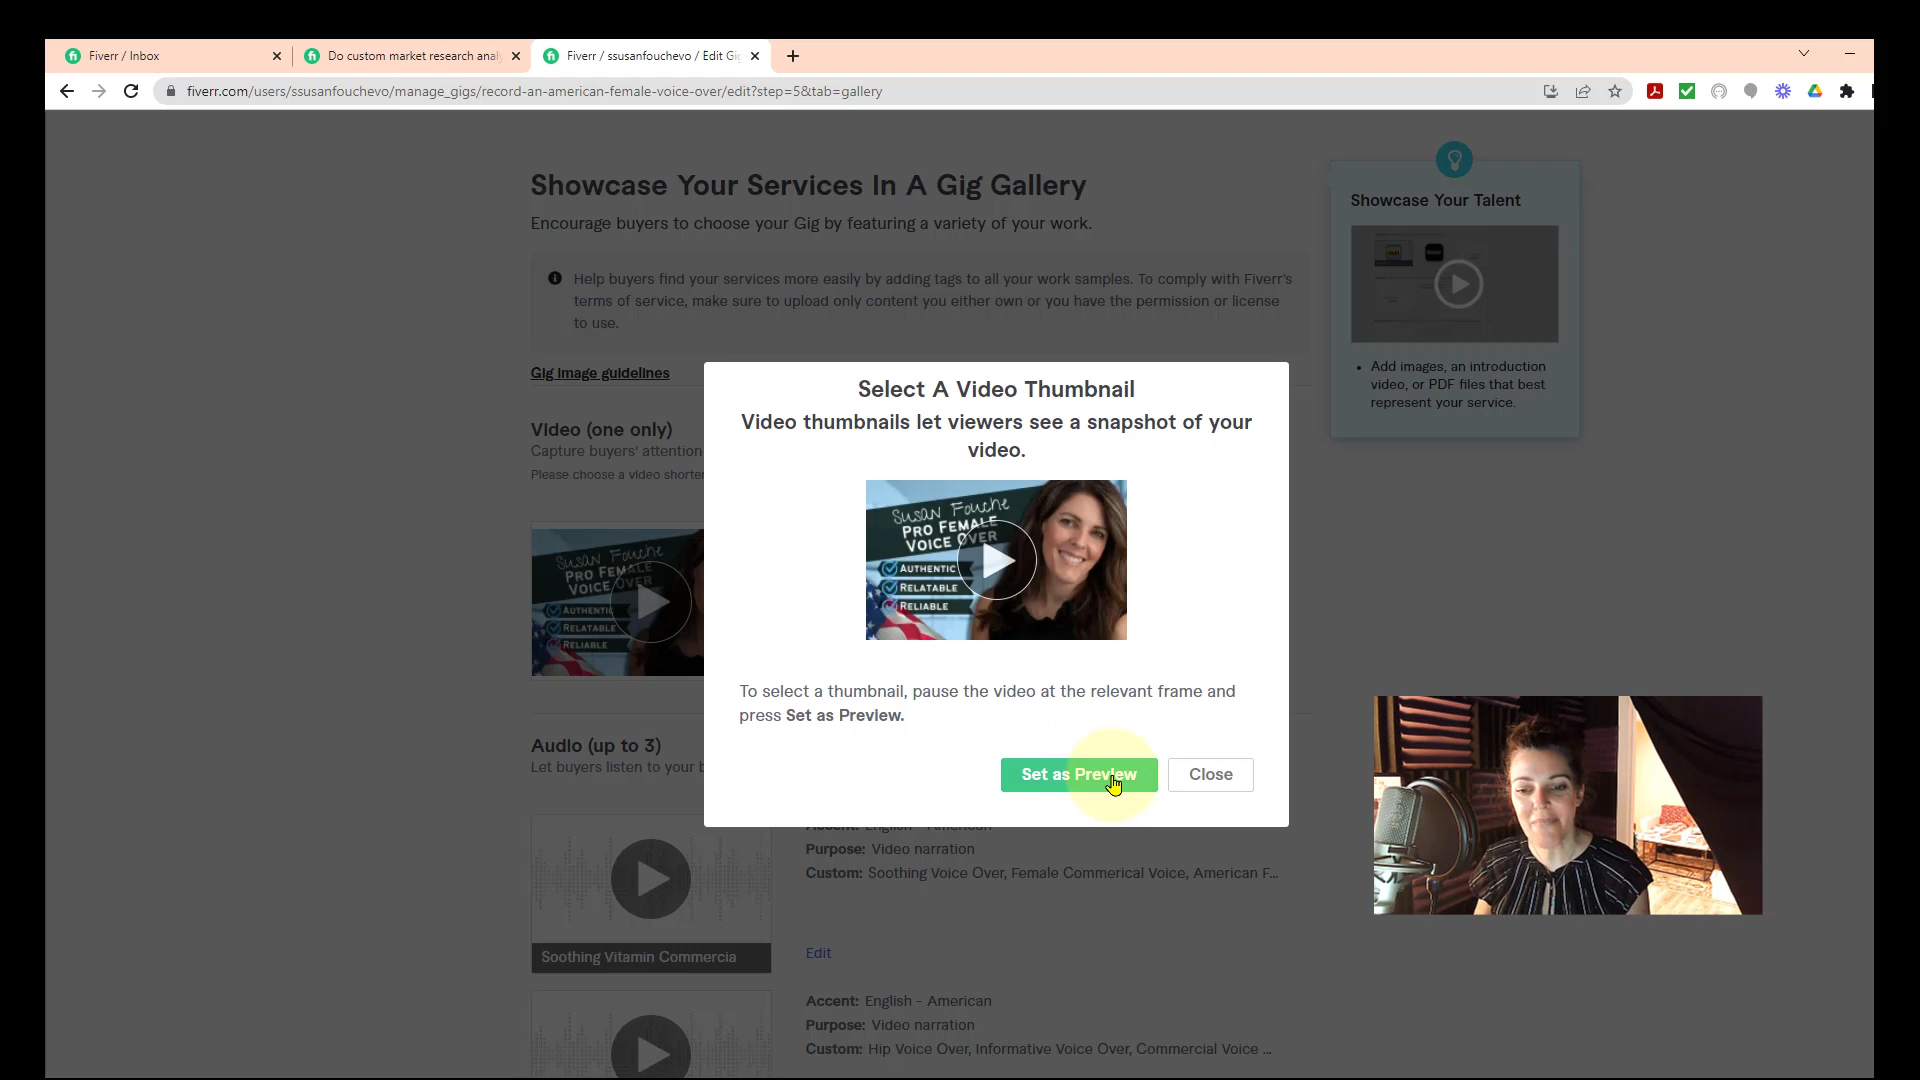 Fiverr / Inbox
Do custom market research anal
Fiverr / ssusanfouchevo / Edit Gig
fiverr.com/users/ssusanfouchevo/manage_gigs/record-an-american-female-voice-over/edit?step=5&tab=gallery
Showcase Your Services In A Gig Gallery
Encourage buyers to choose your Gig by featuring a variety of your work.
Help buyers find your services more easily by adding tags to all your work samples. To comply with Fiverr's
terms of service, make sure to upload only content you either own or you have the permission or license
to use.
Showcase Your Talent
• Add images, an introduction
video, or PDF files that best
represent your service.
Gig image guidelines
Video (one only)
Capture buyers' attention
Please choose a video shorter
Susan Fouche
PRO FEMALE
VOICE OVER
AUTHENTIC
RELATABLE
RELIABLE
Select A Video Thumbnail
Video thumbnails let viewers see a snapshot of your
video.
Susan Fouche
PRO FEMALE
VOICE OVER
AUTHENTIC
RELATABLE
RELIABLE
To select a thumbnail, pause the video at the relevant frame and
press Set as Preview.
Set as Preview
Close
Audio (up to 3)
Let buyers listen to your
Accent: English - American
Purpose: Video narration
Custom: Soothing Voice Over, Female Commerical Voice, American F...
Soothing Vitamin Commercia
Edit
Accent: English - American
Purpose: Video narration
Custom: Hip Voice Over, Informative Voice Over, Commercial Voice ...